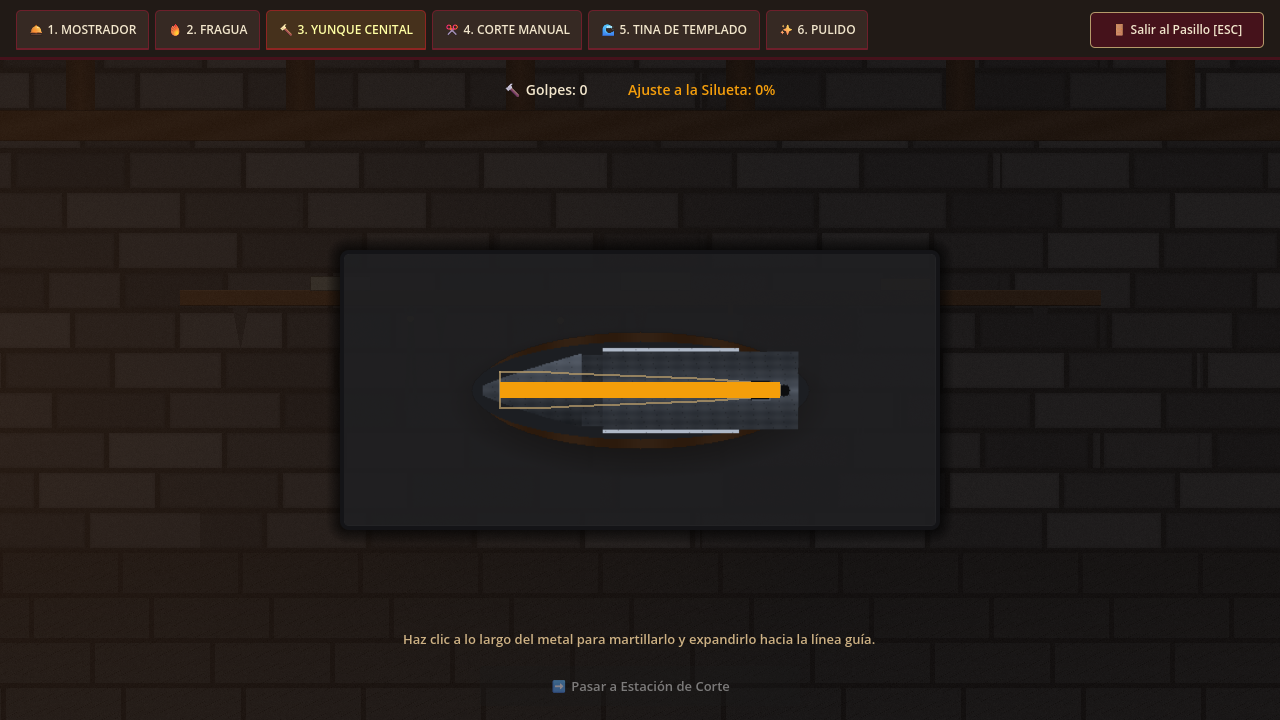 1. MOSTRADOR
2. FRAGUA
3. YUNQUE CENITAL
4. CORTE MANUAL
5. TINA DE TEMPLADO
6. PULIDO
Salir al Pasillo [ESC]
Golpes: 0
Ajuste a la Silueta: 0%
Haz clic a lo largo del metal para martillarlo y expandirlo hacia la línea guía.
Pasar a Estación de Corte